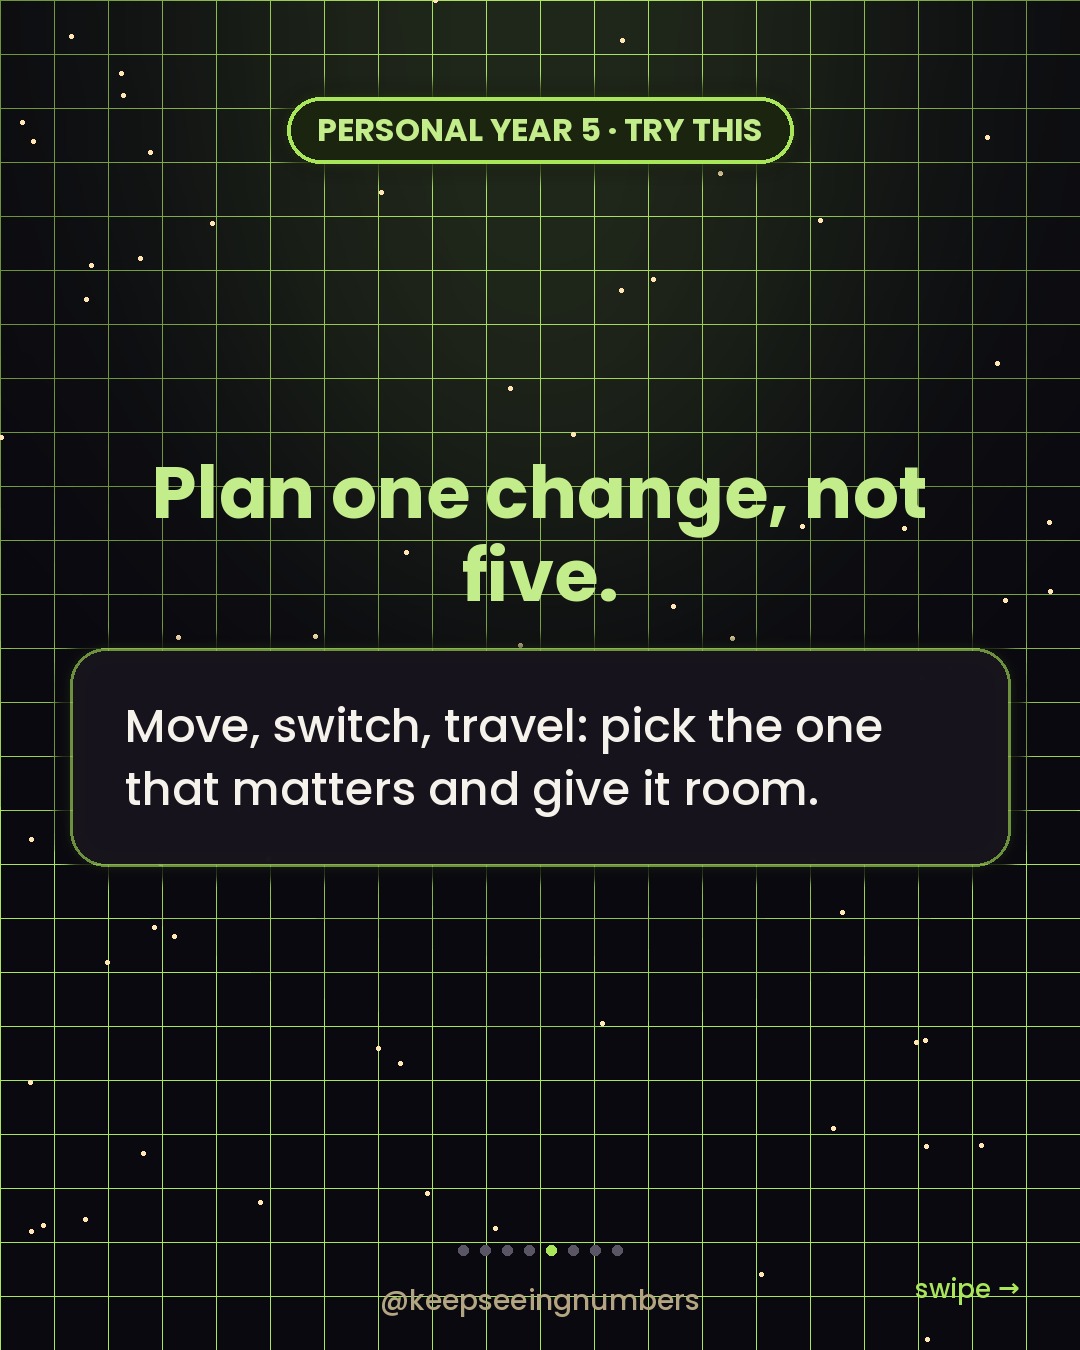 PERSONAL YEAR 5 · TRY THIS
Plan one change, not
five.
Move, switch, travel: pick the one
that matters and give it room.
@keepseeingnumbers
swipe →